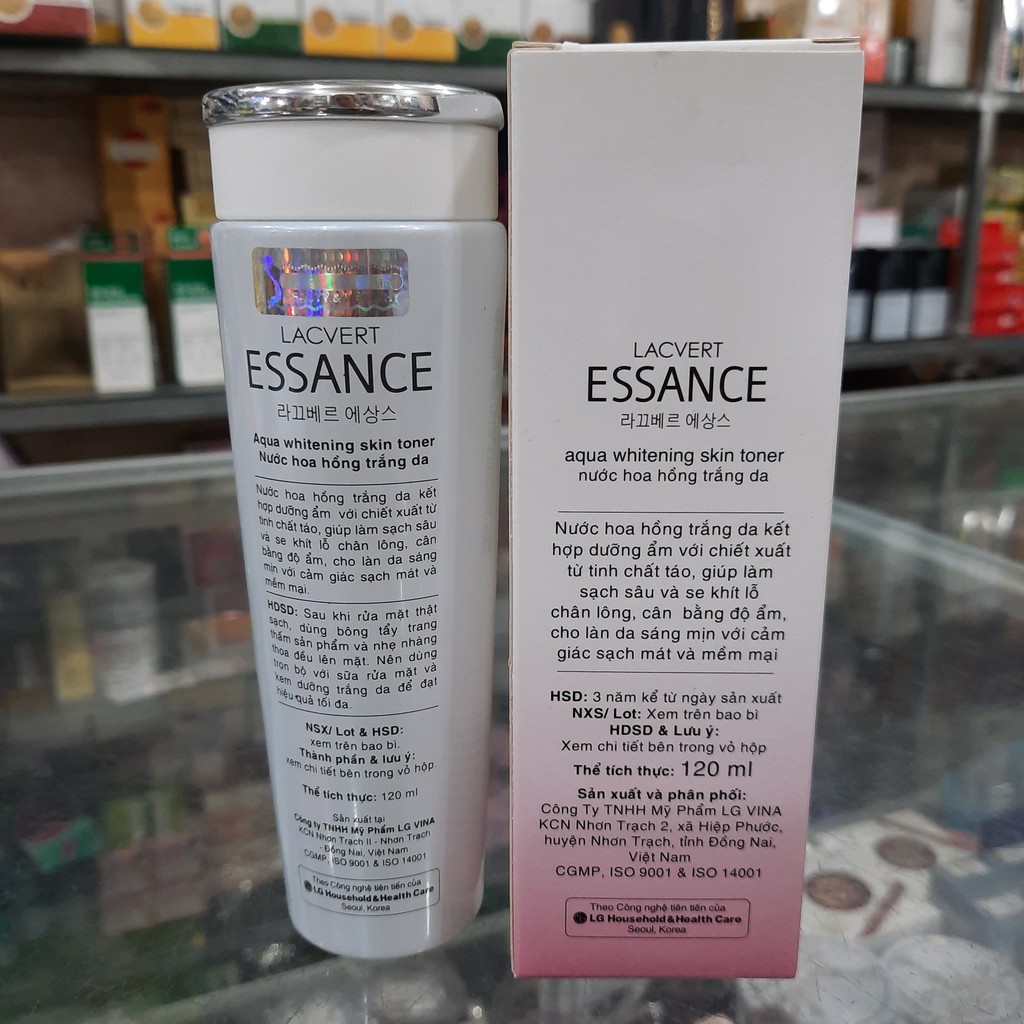 LACVERT
ESSANCE
라끄베르 에상스
Aqua whitening skin toner
Nước hoa hồng trắng da
Nước hoa hồng trắng da kết
hợp dưỡng ẩm với chiết xuất từ
tinh chất táo, giúp làm sạch sâu
và se khít lỗ chân lông, cân
bằng độ ẩm, cho làn da sáng
mịn với cảm giác sạch mát và
mềm mại.
HDSD: Sau khi rửa mặt thật
sạch, dùng bông tẩy trang
thấm sản phẩm và nhẹ nhàng
thoa đều lên mặt. Nên dùng
trọn bộ với sữa rửa mặt và
kem dưỡng trắng da để đạt
hiệu quả tối đa.
NSX/ Lot & HSD:
xem trên bao bì.
Thành phần & lưu ý:
xem chi tiết bên trong vỏ hộp.
Thể tích thực: 120 ml
Sản xuất tại
Công ty TNHH Mỹ Phẩm LG VINA
KCN Nhơn Trạch II - Nhơn Trạch
- Đồng Nai, Việt Nam
CGMP, ISO 9001 & ISO 14001
Theo Công nghệ tiên tiến của
LG Household & Health Care
Seoul, Korea
LACVERT
ESSANCE
라끄베르 에상스
aqua whitening skin toner
nước hoa hồng trắng da
Nước hoa hồng trắng da kết
hợp dưỡng ẩm với chiết xuất
từ tinh chất táo, giúp làm
sạch sâu và se khít lỗ
chân lông, cân bằng độ ẩm,
cho làn da sáng mịn với cảm
giác sạch mát và mềm mại
HSD: 3 năm kể từ ngày sản xuất
NXS/ Lot: Xem trên bao bì
HDSD & Lưu ý:
Xem chi tiết bên trong vỏ hộp
Thể tích thực: 120 ml
Sản xuất và phân phối:
Công Ty TNHH Mỹ Phẩm LG VINA
KCN Nhơn Trạch 2, xã Hiệp Phước,
huyện Nhơn Trạch, tỉnh Đồng Nai,
Việt Nam
CGMP, ISO 9001 & ISO 14001
Theo Công nghệ tiên tiến của
LG Household & Health Care
Seoul, Korea